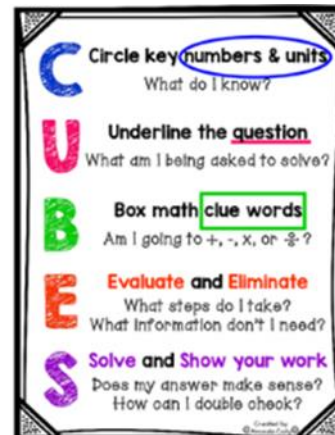 C Circle key numbers & units
What do I know?
U Underline the question
What am I being asked to solve?
B Box math clue words
Am I going to +, -, x, or ÷?
E Evaluate and Eliminate
What steps do I take?
What information don't I need?
S Solve and Show your work
Does my answer make sense?
How can I double check?
Created by